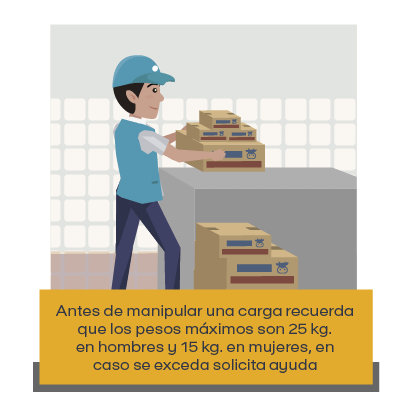 Antes de manipular una carga recuerda
que los pesos máximos son 25 kg.
en hombres y 15 kg. en mujeres, en
caso se exceda solicita ayuda